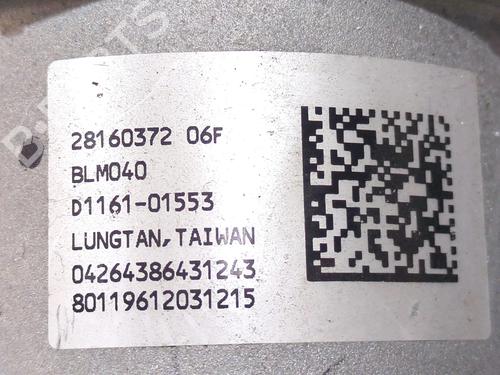 28160372 06F
BLM040
D1161-01553
LUNGTAN, TAIWAN
04264386431243
80119612031215